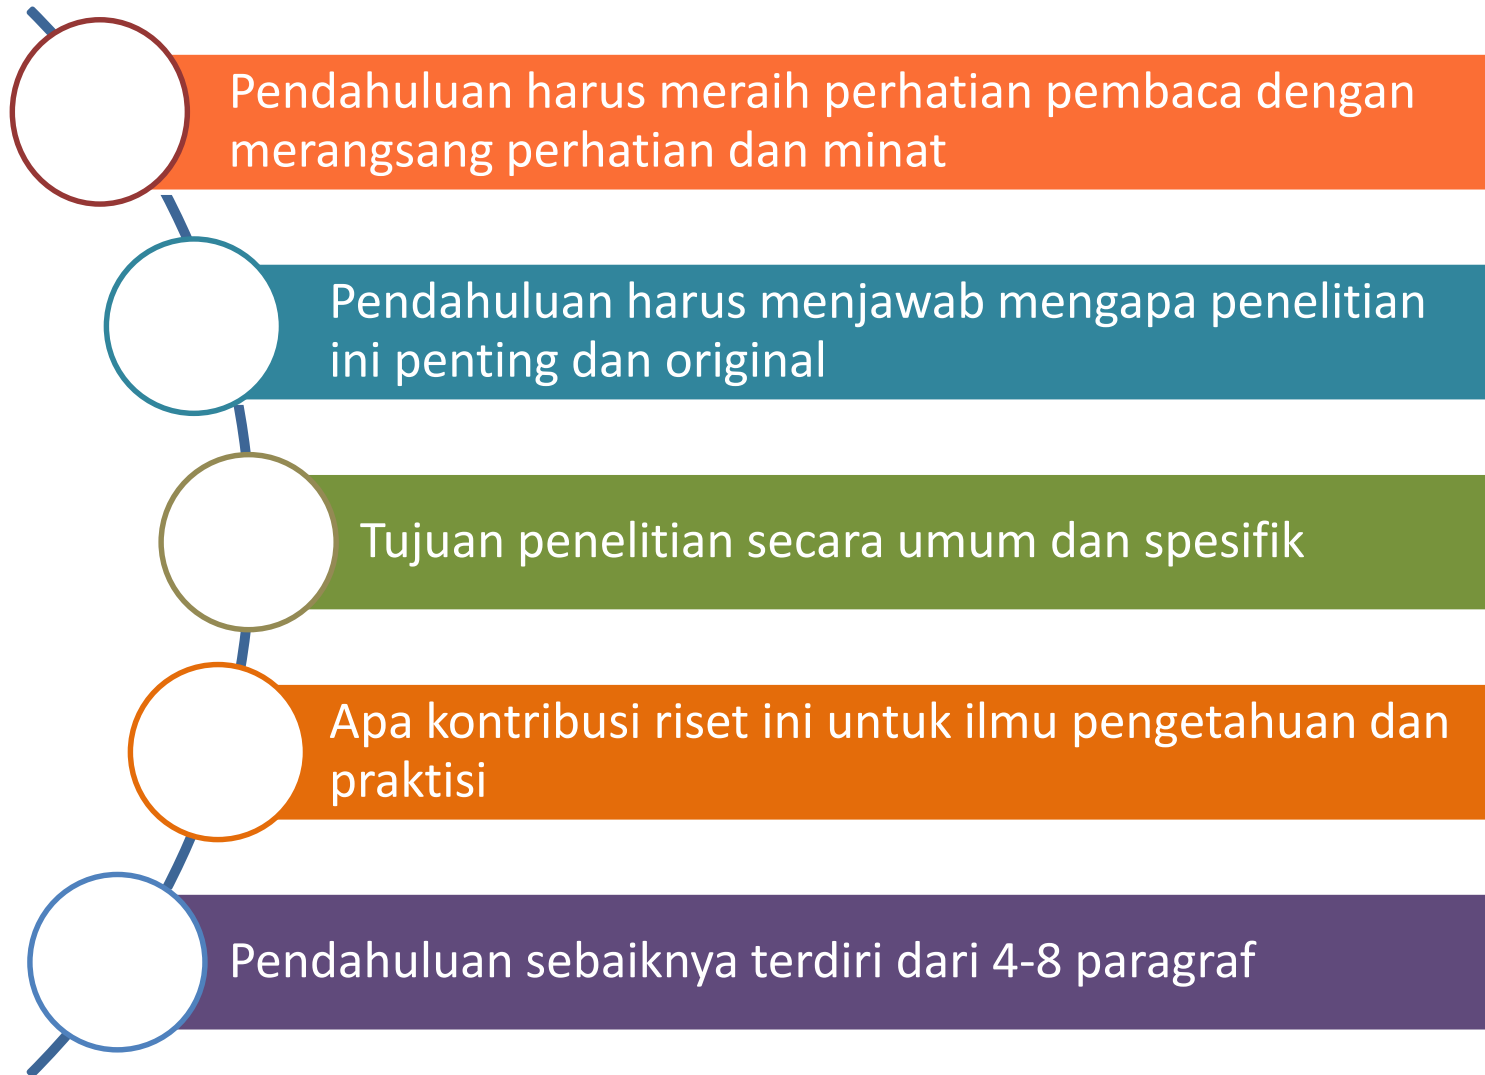 Pendahuluan harus meraih perhatian pembaca dengan
merangsang perhatian dan minat
Pendahuluan harus menjawab mengapa penelitian
ini penting dan original
Tujuan penelitian secara umum dan spesifik
Apa kontribusi riset ini untuk ilmu pengetahuan dan
praktisi
Pendahuluan sebaiknya terdiri dari 4-8 paragraf